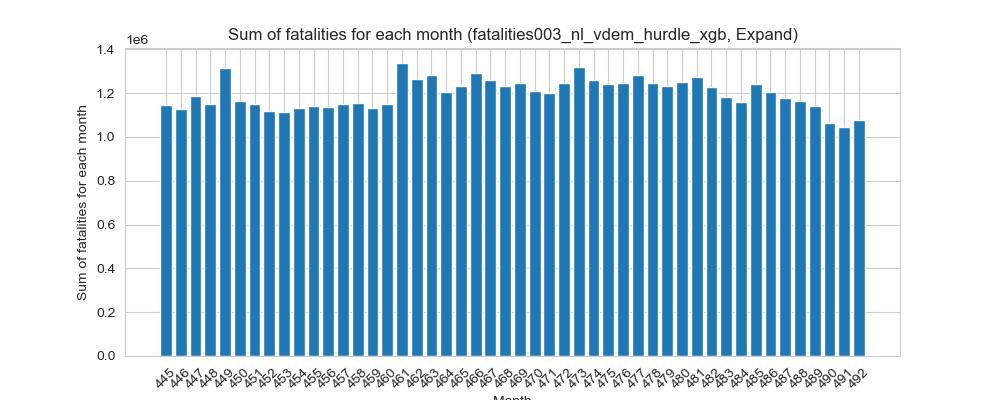 Sum of fatalities for each month (fatalities003_nl_vdem_hurdle_xgb, Expand)
1e6
1.4
1.2
1.0
0.8
0.6
0.4
0.2
0.0
Sum of fatalities for each month
445 446 447 448 449 450 451 452 453 454 455 456 457 458 459 460 461 462 463 464 465 466 467 468 469 470 471 472 473 474 475 476 477 478 479 480 481 482 483 484 485 486 487 488 489 490 491 492
Month